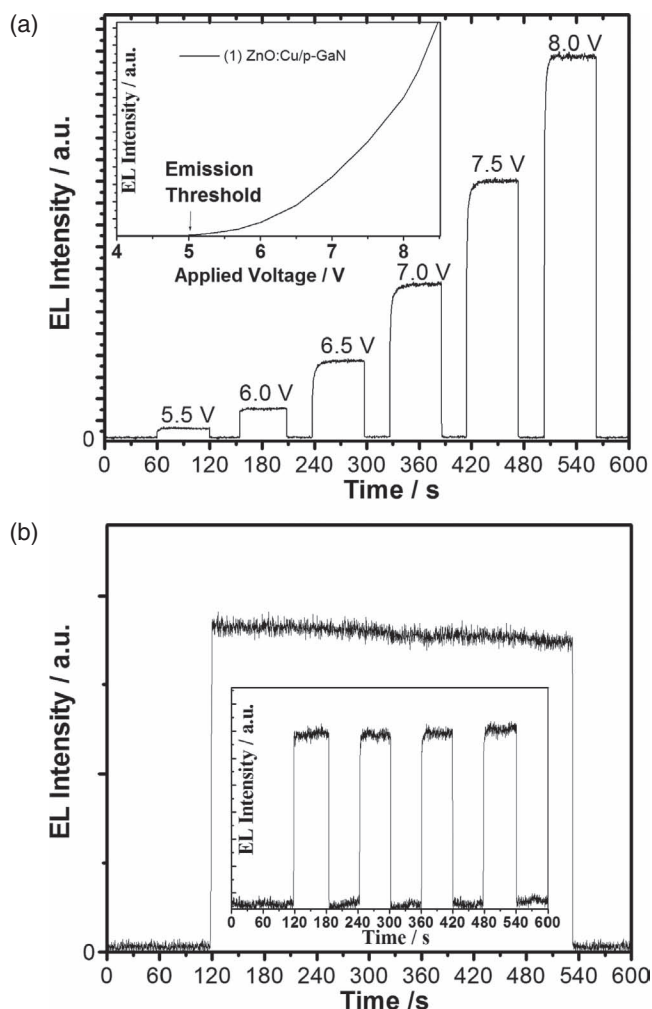 (a)
EL Intensity / a.u.
0
0 60 120 180 240 300 360 420 480 540 600
Time / s
5.5 V
6.0 V
6.5 V
7.0 V
7.5 V
8.0 V
EL Intensity / a.u.
(1) ZnO:Cu/p-GaN
Emission
Threshold
4 5 6 7 8
Applied Voltage / V
(b)
EL Intensity / a.u.
0
0 60 120 180 240 300 360 420 480 540 600
Time / s
EL Intensity / a.u.
0 60 120 180 240 300 360 420 480 540 600
Time / s